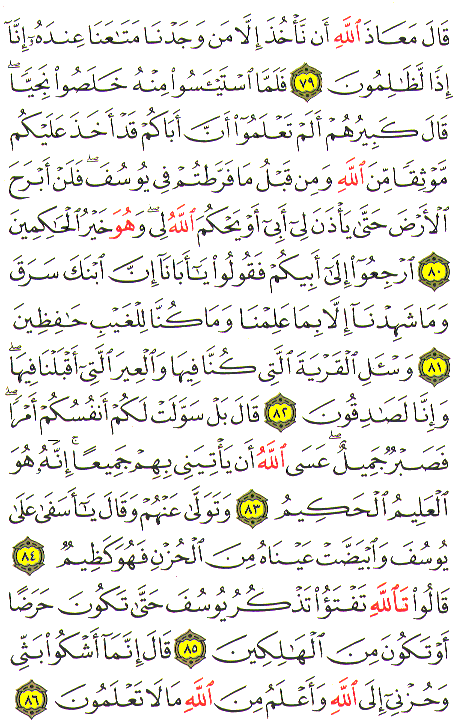 قَالَ مَعَاذَ ٱللَّهِ أَن نَّأۡخُذَ إِلَّا مَن وَجَدۡنَا مَتَٰعَنَا عِندَهُۥٓ إِنَّآ
إِذٗا لَّظَٰلِمُونَ ٧٩ فَلَمَّا ٱسۡتَيۡـَٔسُواْ مِنۡهُ خَلَصُواْ نَجِيّٗاۖ
قَالَ كَبِيرُهُمۡ أَلَمۡ تَعۡلَمُوٓاْ أَنَّ أَبَاكُمۡ قَدۡ أَخَذَ عَلَيۡكُم
مَّوۡثِقٗا مِّنَ ٱللَّهِ وَمِن قَبۡلُ مَا فَرَّطتُمۡ فِي يُوسُفَۖ فَلَنۡ أَبۡرَحَ
ٱلۡأَرۡضَ حَتَّىٰ يَأۡذَنَ لِيٓ أَبِيٓ أَوۡ يَحۡكُمَ ٱللَّهُ لِيۖ وَهُوَ خَيۡرُ ٱلۡحَٰكِمِينَ
٨٠ ٱرۡجِعُوٓاْ إِلَىٰٓ أَبِيكُمۡ فَقُولُواْ يَٰٓأَبَانَآ إِنَّ ٱبۡنَكَ سَرَقَ
وَمَا شَهِدۡنَآ إِلَّا بِمَا عَلِمۡنَا وَمَا كُنَّا لِلۡغَيۡبِ حَٰفِظِينَ
٨١ وَسۡـَٔلِ ٱلۡقَرۡيَةَ ٱلَّتِي كُنَّا فِيهَا وَٱلۡعِيرَ ٱلَّتِيٓ أَقۡبَلۡنَا فِيهَاۖ
وَإِنَّا لَصَٰدِقُونَ ٨٢ قَالَ بَلۡ سَوَّلَتۡ لَكُمۡ أَنفُسُكُمۡ أَمۡرٗاۖ
فَصَبۡرٞ جَمِيلٌۖ عَسَى ٱللَّهُ أَن يَأۡتِيَنِي بِهِمۡ جَمِيعًاۚ إِنَّهُۥ هُوَ
ٱلۡعَلِيمُ ٱلۡحَكِيمُ ٨٣ وَتَوَلَّىٰ عَنۡهُمۡ وَقَالَ يَٰٓأَسَفَىٰ عَلَىٰ
يُوسُفَ وَٱبۡيَضَّتۡ عَيۡنَاهُ مِنَ ٱلۡحُزۡنِ فَهُوَ كَظِيمٞ ٨٤
قَالُواْ تَٱللَّهِ تَفۡتَؤُاْ تَذۡكُرُ يُوسُفَ حَتَّىٰ تَكُونَ حَرَضًا
أَوۡ تَكُونَ مِنَ ٱلۡهَٰلِكِينَ ٨٥ قَالَ إِنَّمَآ أَشۡكُواْ بَثِّي
وَحُزۡنِيٓ إِلَى ٱللَّهِ وَأَعۡلَمُ مِنَ ٱللَّهِ مَا لَا تَعۡلَمُونَ ٨٦